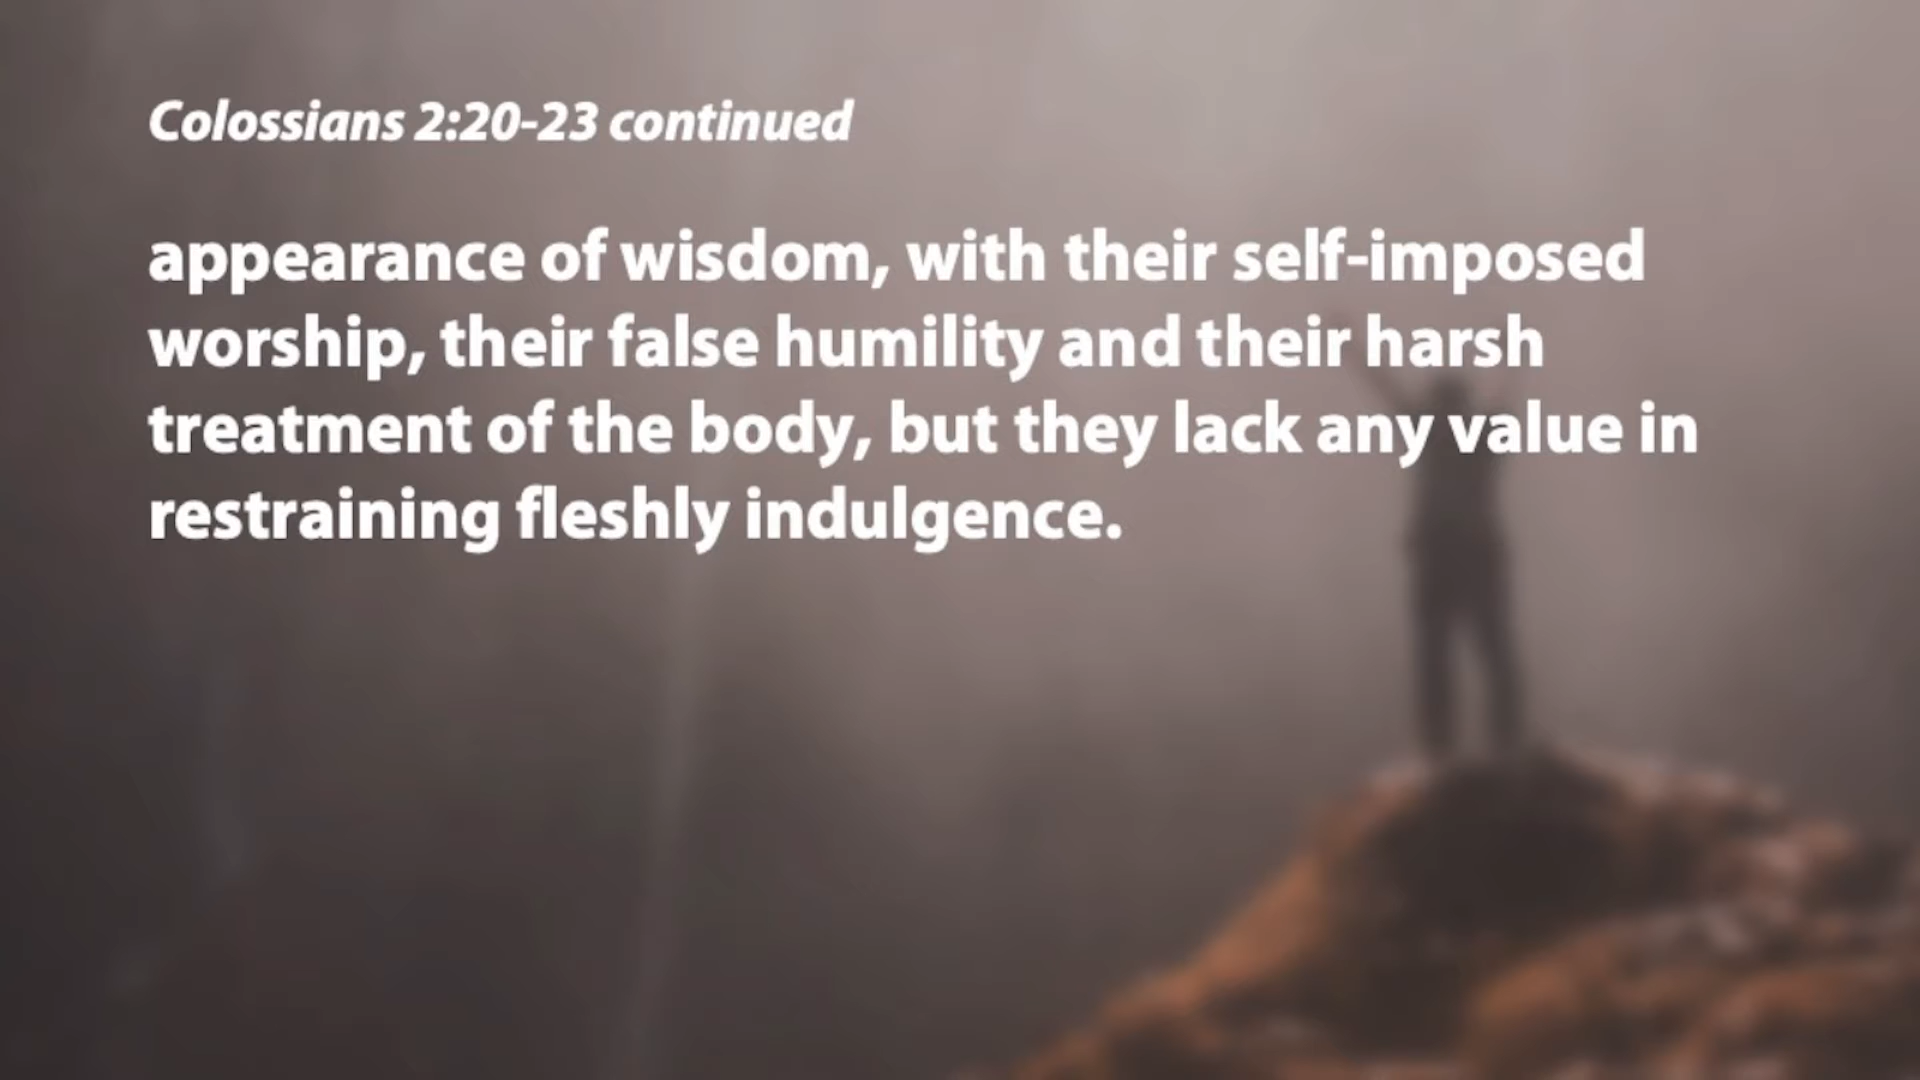 Colossians 2:20-23 continued
appearance of wisdom, with their self-imposed
worship, their false humility and their harsh
treatment of the body, but they lack any value in
restraining fleshly indulgence.